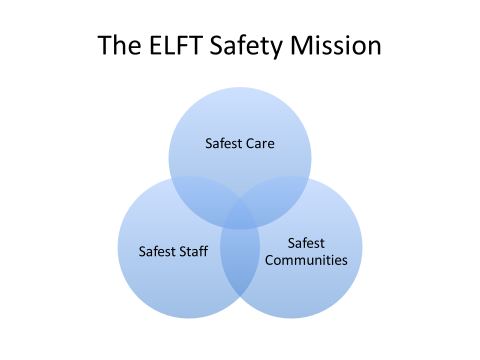 The ELFT Safety Mission
Safest Care
Safest Staff
Safest
Communities